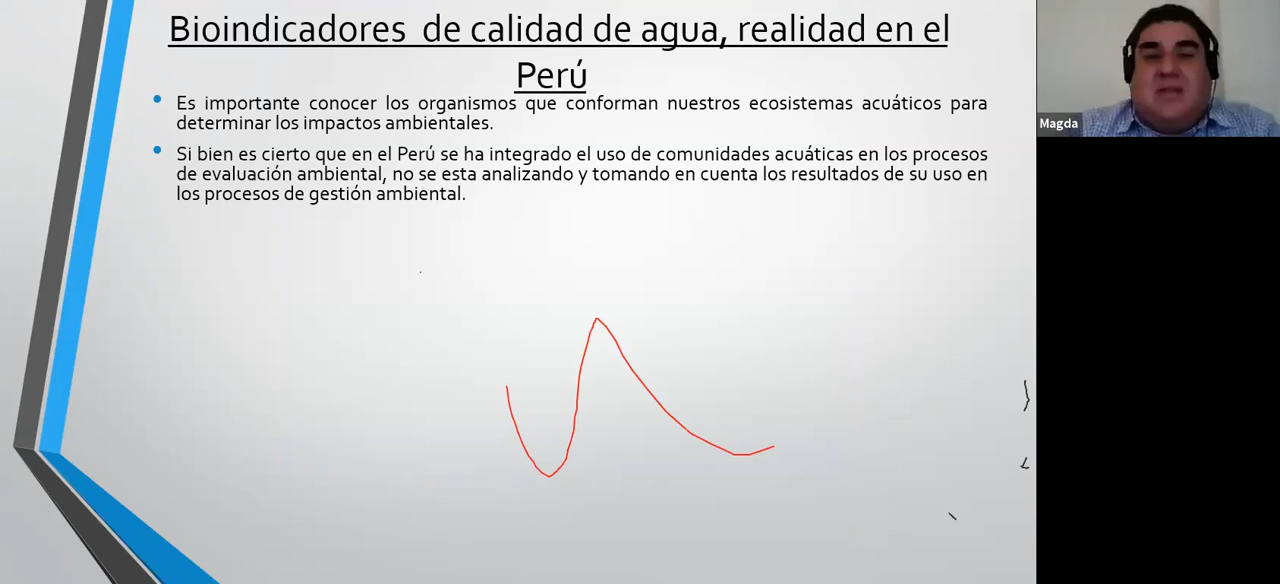 Bioindicadores de calidad de agua, realidad en el
Perú
Es importante conocer los organismos que conforman nuestros ecosistemas acuáticos para
determinar los impactos ambientales.
Si bien es cierto que en el Perú se ha integrado el uso de comunidades acuáticas en los procesos
de evaluación ambiental, no se esta analizando y tomando en cuenta los resultados de su uso en
los procesos de gestión ambiental.
Magda